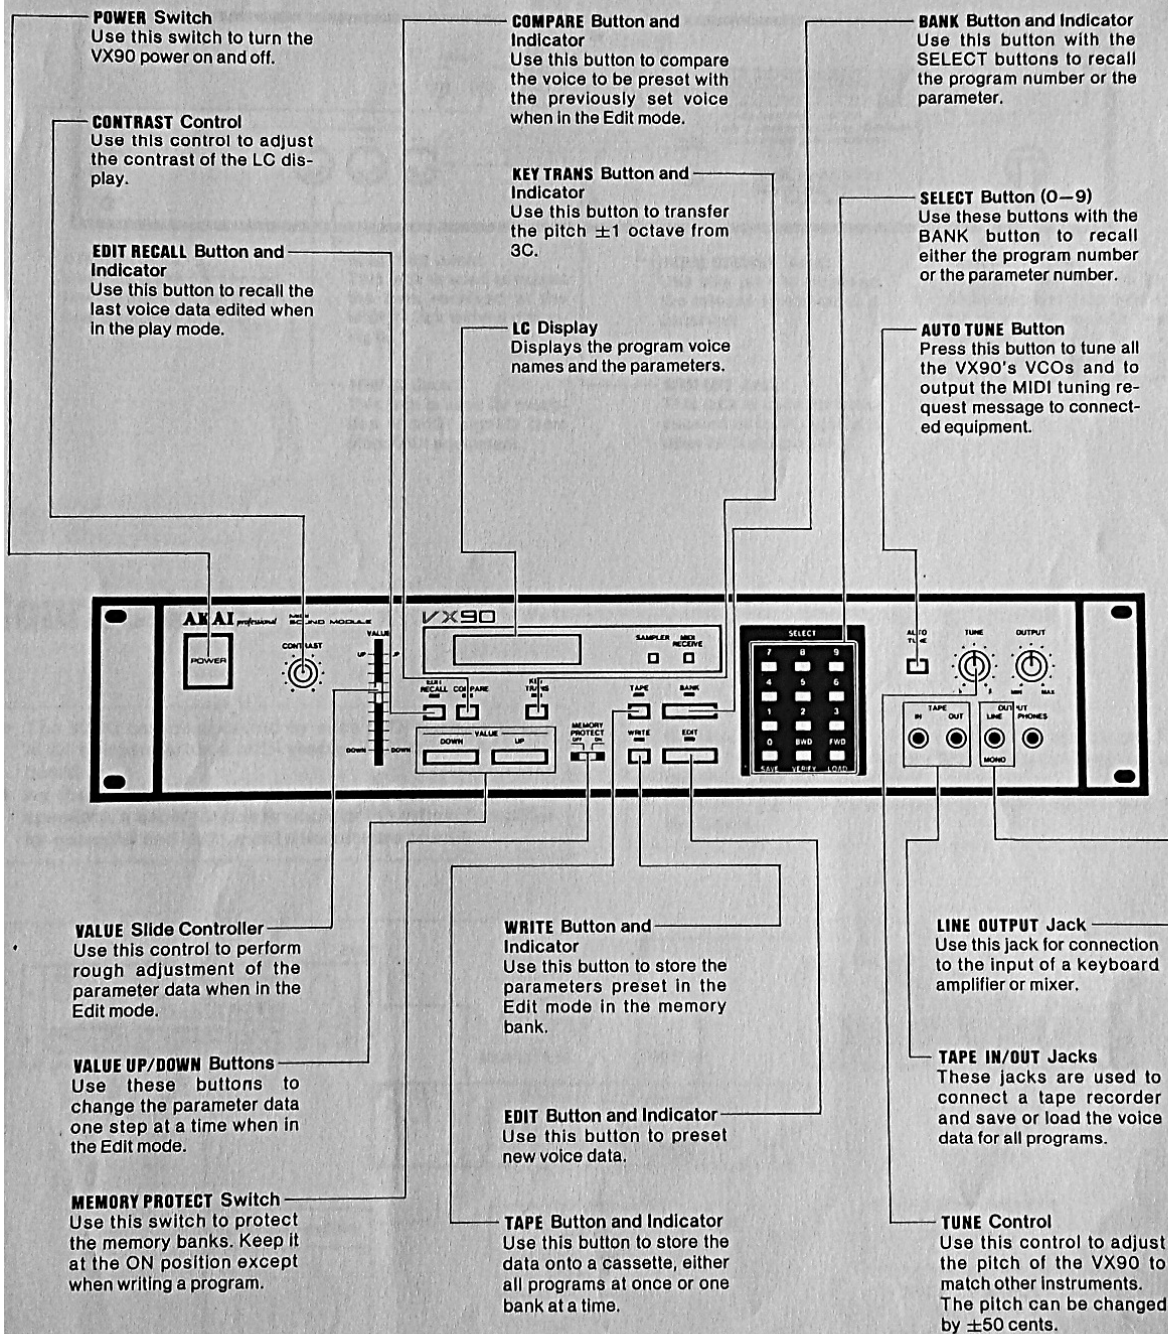 POWER Switch
Use this switch to turn the
VX90 power on and off.
CONTRAST Control
Use this control to adjust
the contrast of the LC dis-
play.
EDIT RECALL Button and
Indicator
Use this button to recall the
last voice data edited when
in the play mode.
COMPARE Button and
Indicator
Use this button to compare
the voice to be preset with
the previously set voice
when in the Edit mode.
KEY TRANS Button and
Indicator
Use this button to transfer
the pitch ±1 octave from
3C.
LC Display
Displays the program voice
names and the parameters.
BANK Button and Indicator
Use this button with the
SELECT buttons to recall
the program number or the
parameter.
SELECT Button (0—9)
Use these buttons with the
BANK button to recall
either the program number
or the parameter number.
AUTO TUNE Button
Press this button to tune all
the VX90's VCOs and to
output the MIDI tuning re-
quest message to connect-
ed equipment.
AKAI professional MIDI SOUND MODULE
VX90
POWER
CONTRAST
VALUE
UP UP
DOWN DOWN
SAMPLER MIDI RECEIVE
EDIT RECALL COMPARE KEY TRANS
VALUE
DOWN UP
MEMORY PROTECT
OFF ON
TAPE BANK
WRITE EDIT
SELECT
7 8 9
4 5 6
1 2 3
0 BWD FWD
SAVE VERIFY LOAD
AUTO TUNE
TUNE
OUTPUT
MIN MAX
TAPE
IN OUT
OUTPUT
LINE PHONES
MONO
VALUE Slide Controller
Use this control to perform
rough adjustment of the
parameter data when in the
Edit mode.
VALUE UP/DOWN Buttons
Use these buttons to
change the parameter data
one step at a time when in
the Edit mode.
MEMORY PROTECT Switch
Use this switch to protect
the memory banks. Keep it
at the ON position except
when writing a program.
WRITE Button and
Indicator
Use this button to store the
parameters preset in the
Edit mode in the memory
bank.
EDIT Button and Indicator
Use this button to preset
new voice data.
TAPE Button and Indicator
Use this button to store the
data onto a cassette, either
all programs at once or one
bank at a time.
LINE OUTPUT Jack
Use this jack for connection
to the input of a keyboard
amplifier or mixer.
TAPE IN/OUT Jacks
These jacks are used to
connect a tape recorder
and save or load the voice
data for all programs.
TUNE Control
Use this control to adjust
the pitch of the VX90 to
match other instruments.
The pitch can be changed
by ±50 cents.